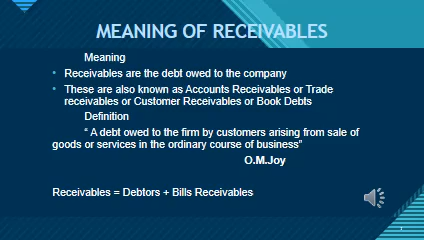 MEANING OF RECEIVABLES
Meaning
• Receivables are the debt owed to the company
• These are also known as Accounts Receivables or Trade
receivables or Customer Receivables or Book Debts
Definition
“ A debt owed to the firm by customers arising from sale of
goods or services in the ordinary course of business”
O.M.Joy
Receivables = Debtors + Bills Receivables